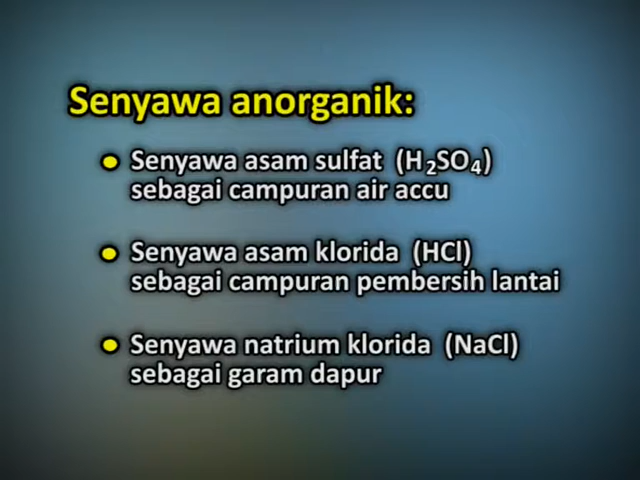 Senyawa anorganik:
• Senyawa asam sulfat (H₂SO₄)
sebagai campuran air accu
• Senyawa asam klorida (HCl)
sebagai campuran pembersih lantai
• Senyawa natrium klorida (NaCl)
sebagai garam dapur